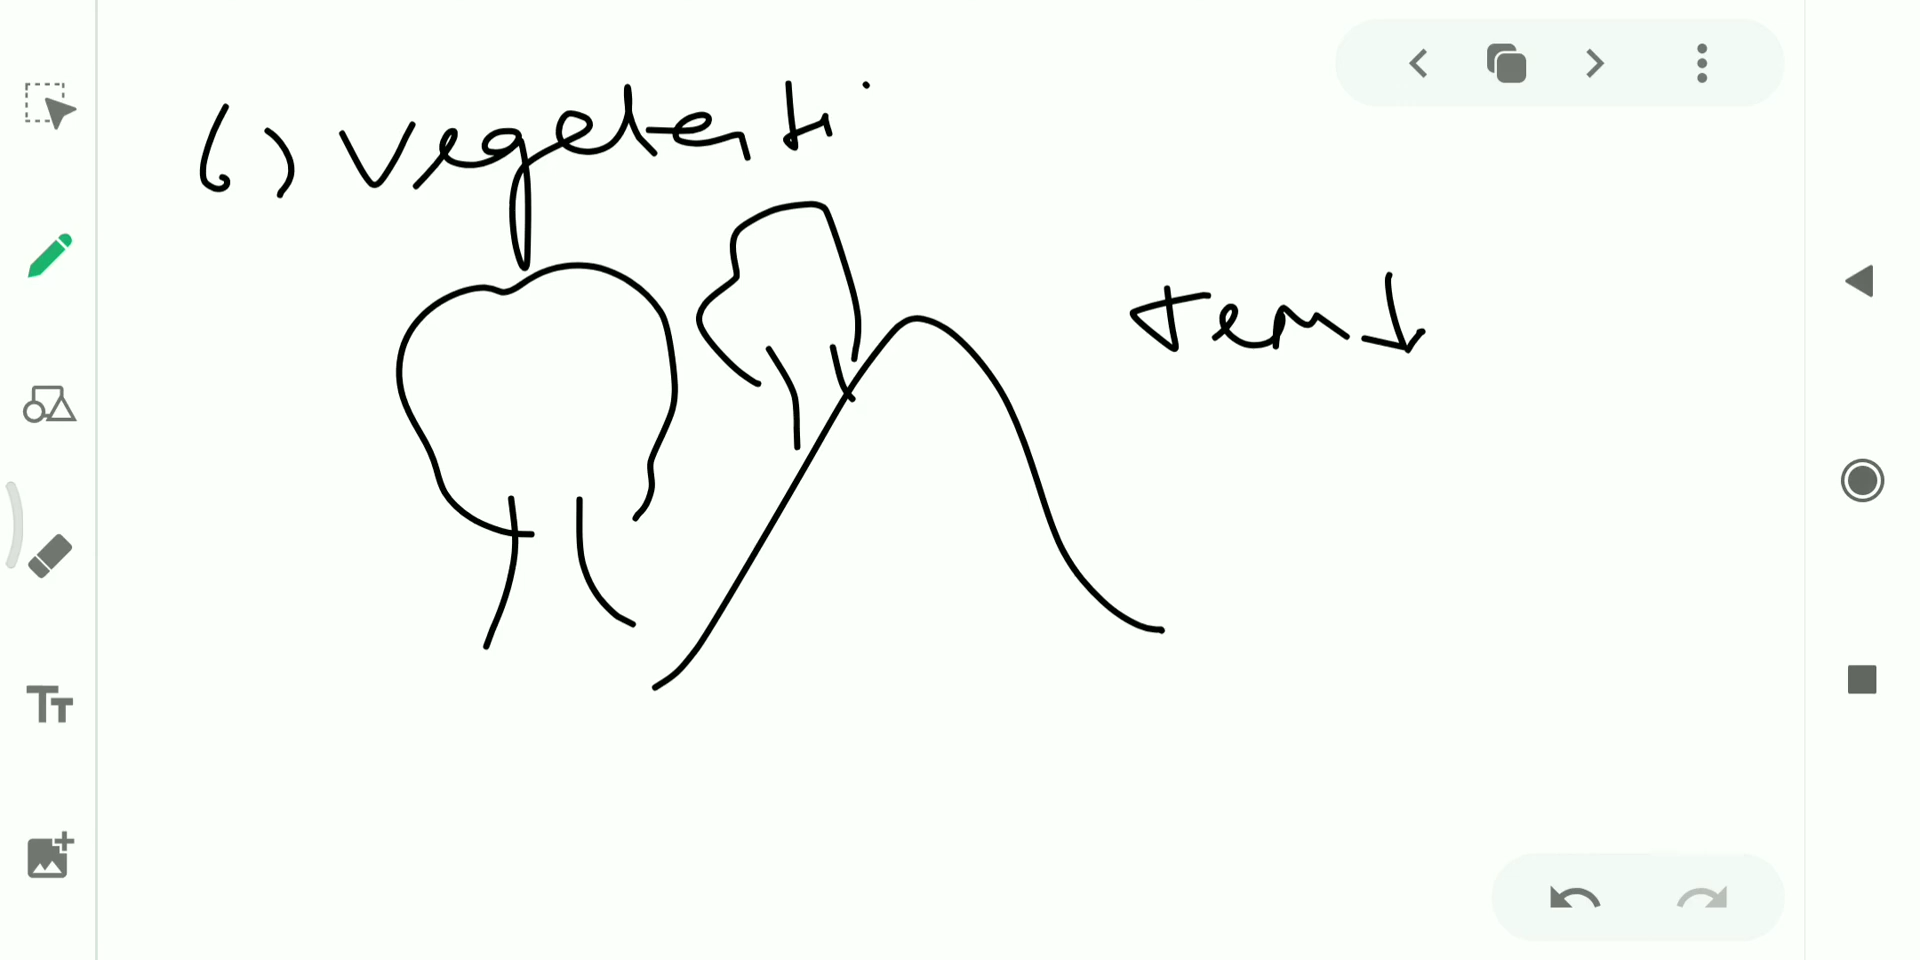 6) Vegetati
tem ↓